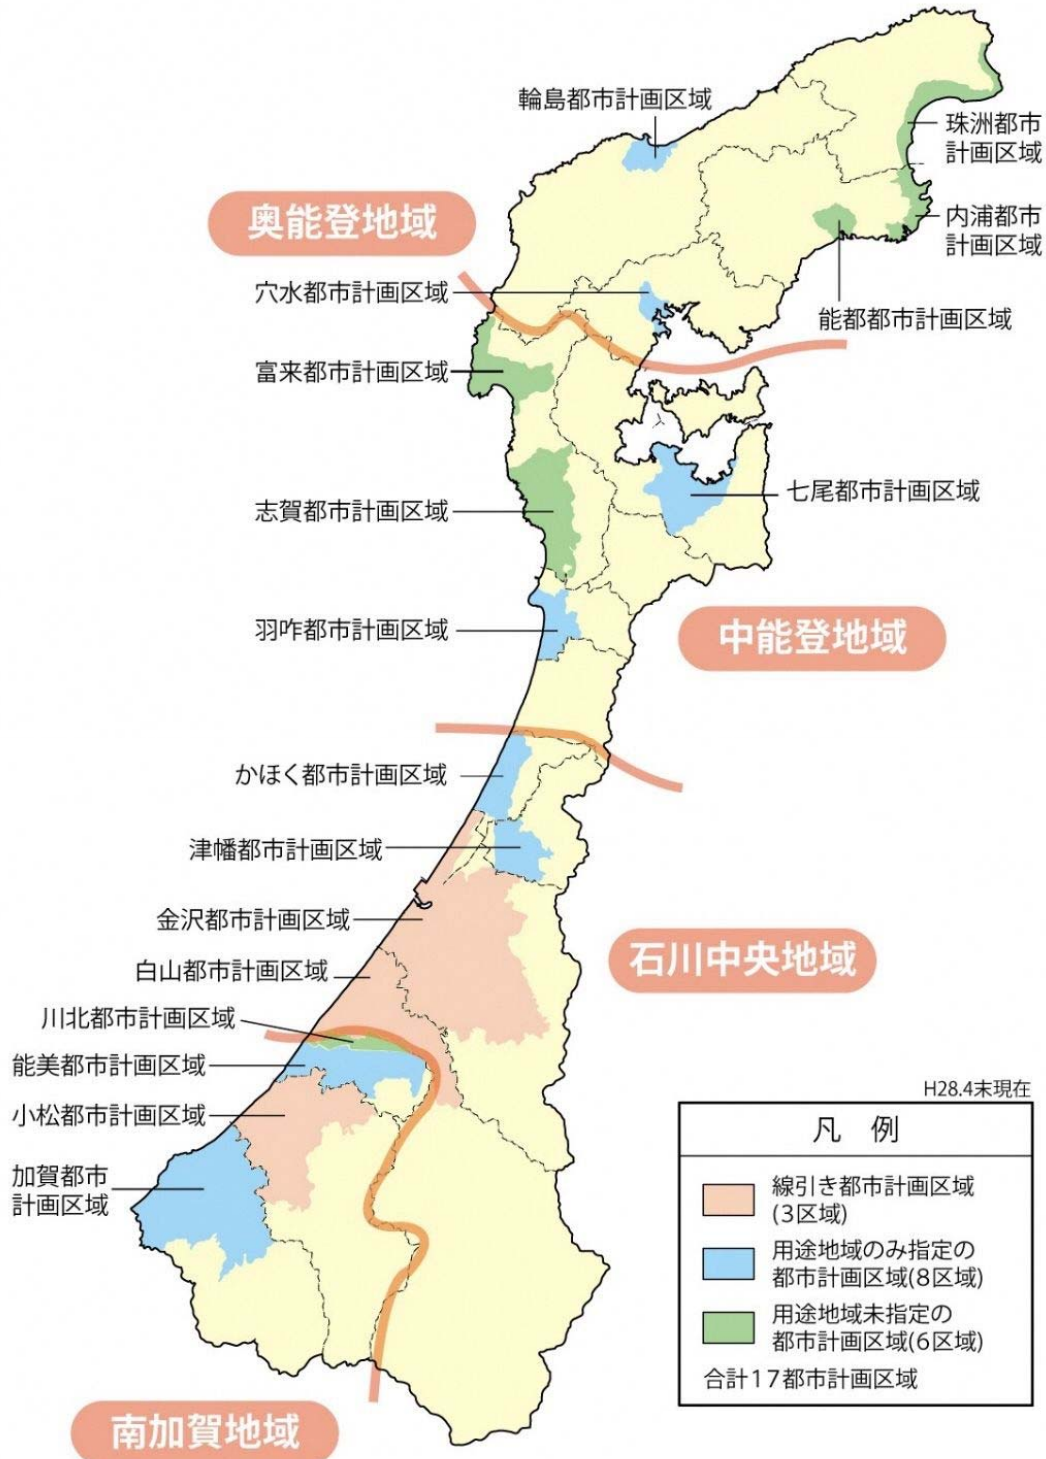 輪島都市計画区域
珠洲都市
計画区域
奥能登地域
内浦都市
計画区域
穴水都市計画区域
能都都市計画区域
富来都市計画区域
七尾都市計画区域
志賀都市計画区域
羽咋都市計画区域
中能登地域
かほく都市計画区域
津幡都市計画区域
金沢都市計画区域
石川中央地域
白山都市計画区域
川北都市計画区域
能美都市計画区域
小松都市計画区域
加賀都市
計画区域
南加賀地域
H28.4末現在
凡 例
線引き都市計画区域
(3区域)
用途地域のみ指定の
都市計画区域(8区域)
用途地域未指定の
都市計画区域(6区域)
合計17都市計画区域